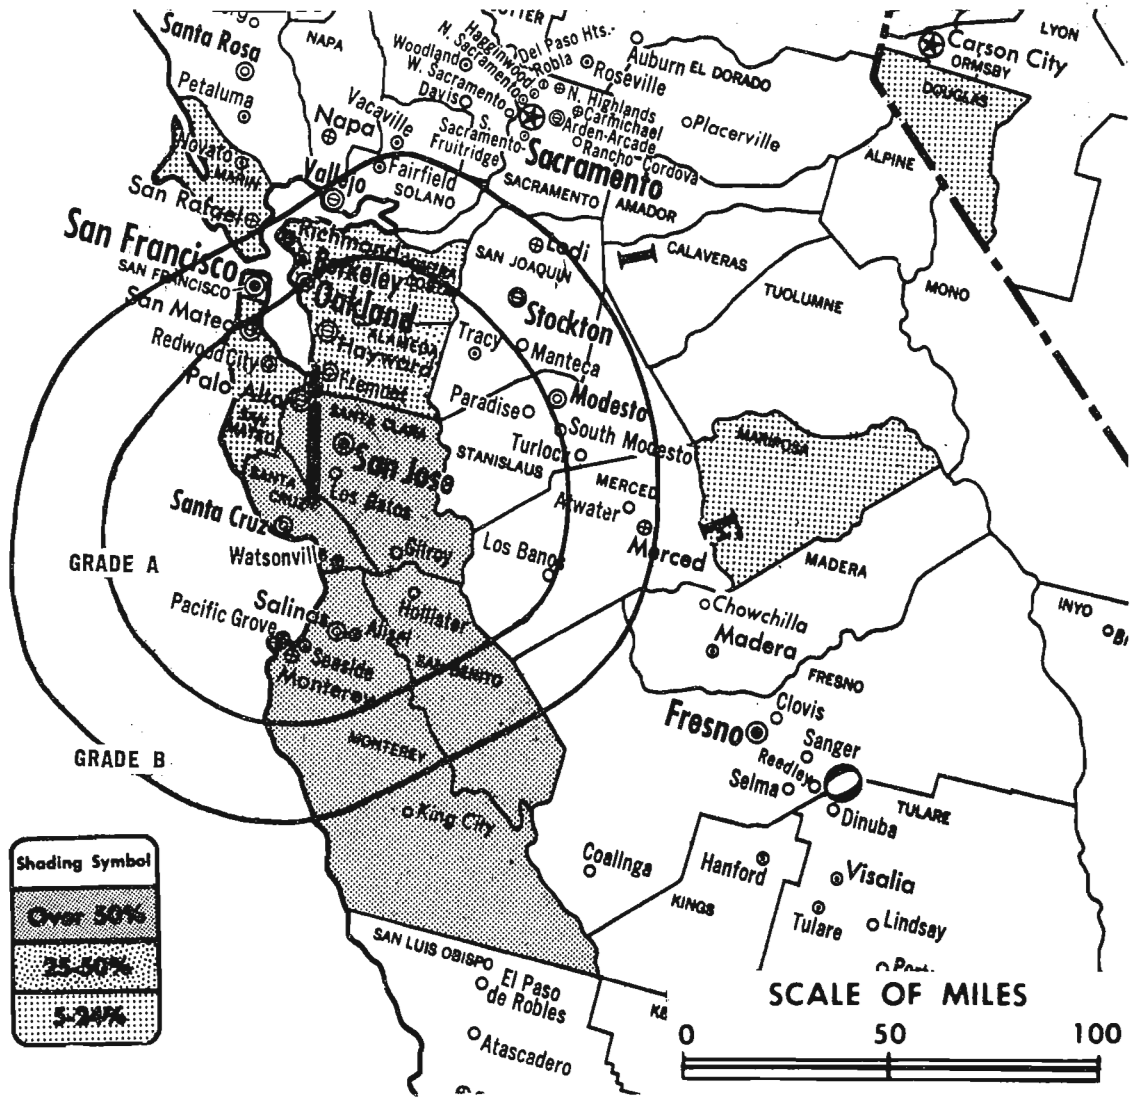 LYON
Santa Rosa
NAPA
Woodland
N. Sacramento
Hagginwood
Del Paso Hts.
Robla
Auburn
EL DORADO
Carson City
ORMSBY
DOUGLAS
Petaluma
W. Sacramento
Davis
Roseville
N. Highlands
Carmichael
Arden-Arcade
Rancho-Cordova
Placerville
Vacaville
Napa
S. Sacramento
Fruitridge
Sacramento
ALPINE
Novato
MARIN
Vallejo
Fairfield
SOLANO
SACRAMENTO
AMADOR
San Rafael
San Francisco
SAN FRANCISCO
Richmond
Berkeley
CONTRA COSTA
Oakland
SAN JOAQUIN
Lodi
CALAVERAS
TUOLUMNE
MONO
San Mateo
Redwood City
Palo Alto
ALAMEDA
Hayward
Fremont
Stockton
Tracy
Manteca
Paradise
Modesto
South Modesto
Turlock
STANISLAUS
SANTA CLARA
SAN MATEO
San Jose
SANTA CRUZ
Los Gatos
MARIPOSA
MERCED
Atwater
Merced
Santa Cruz
Watsonville
Gilroy
Los Banos
MADERA
GRADE A
Salinas
Alisal
Hollister
Pacific Grove
Seaside
Monterey
SAN BENITO
Chowchilla
Madera
INYO
FRESNO
Clovis
Fresno
Sanger
Reedley
Selma
GRADE B
MONTEREY
King City
TULARE
Dinuba
Coalinga
Hanford
Visalia
KINGS
Tulare
Lindsay
Shading Symbol
Over 50%
25-50%
5-24%
SAN LUIS OBISPO
El Paso
de Robles
Atascadero
SCALE OF MILES
0 50 100